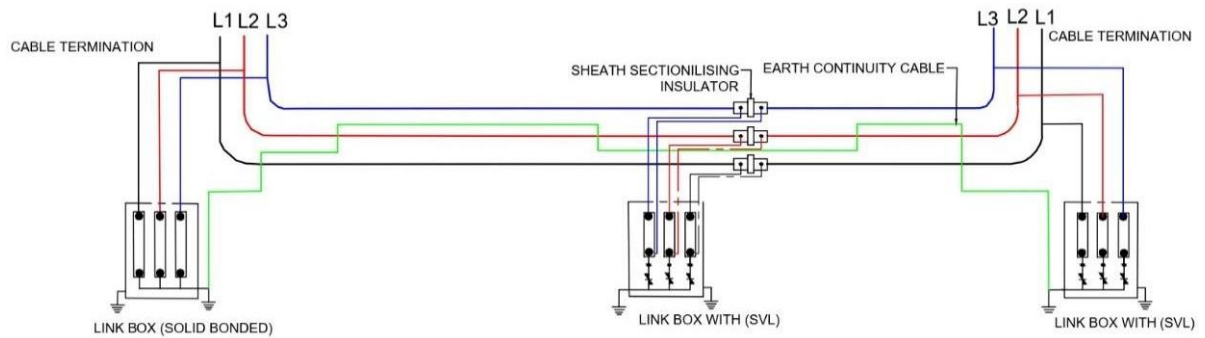 L1 L2 L3
L3 L2 L1
CABLE TERMINATION
CABLE TERMINATION
SHEATH SECTIONILISING
INSULATOR
EARTH CONTINUITY CABLE
LINK BOX (SOLID BONDED)
LINK BOX WITH (SVL)
LINK BOX WITH (SVL)